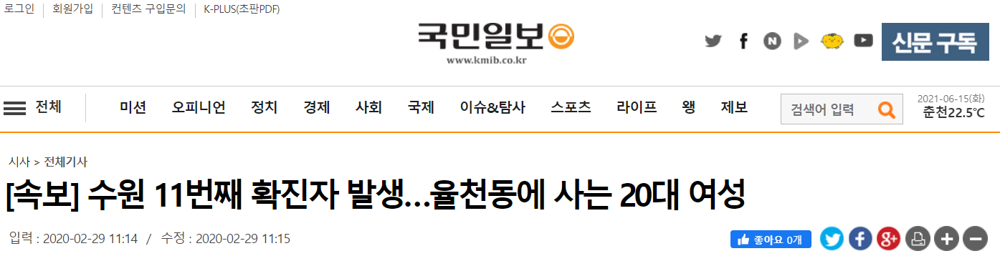 로그인 회원가입 컨텐츠 구입문의 K-PLUS(초판PDF)
국민일보
www.kmib.co.kr
N
신문 구독
전체 미션 오피니언 정치 경제 사회 국제 이슈&탐사 스포츠 라이프 왱 제보
검색어 입력
2021-06-15(화)
춘천22.5℃
시사 > 전체기사
[속보] 수원 11번째 확진자 발생…율천동에 사는 20대 여성
입력 : 2020-02-29 11:14 / 수정 : 2020-02-29 11:15
좋아요 0개